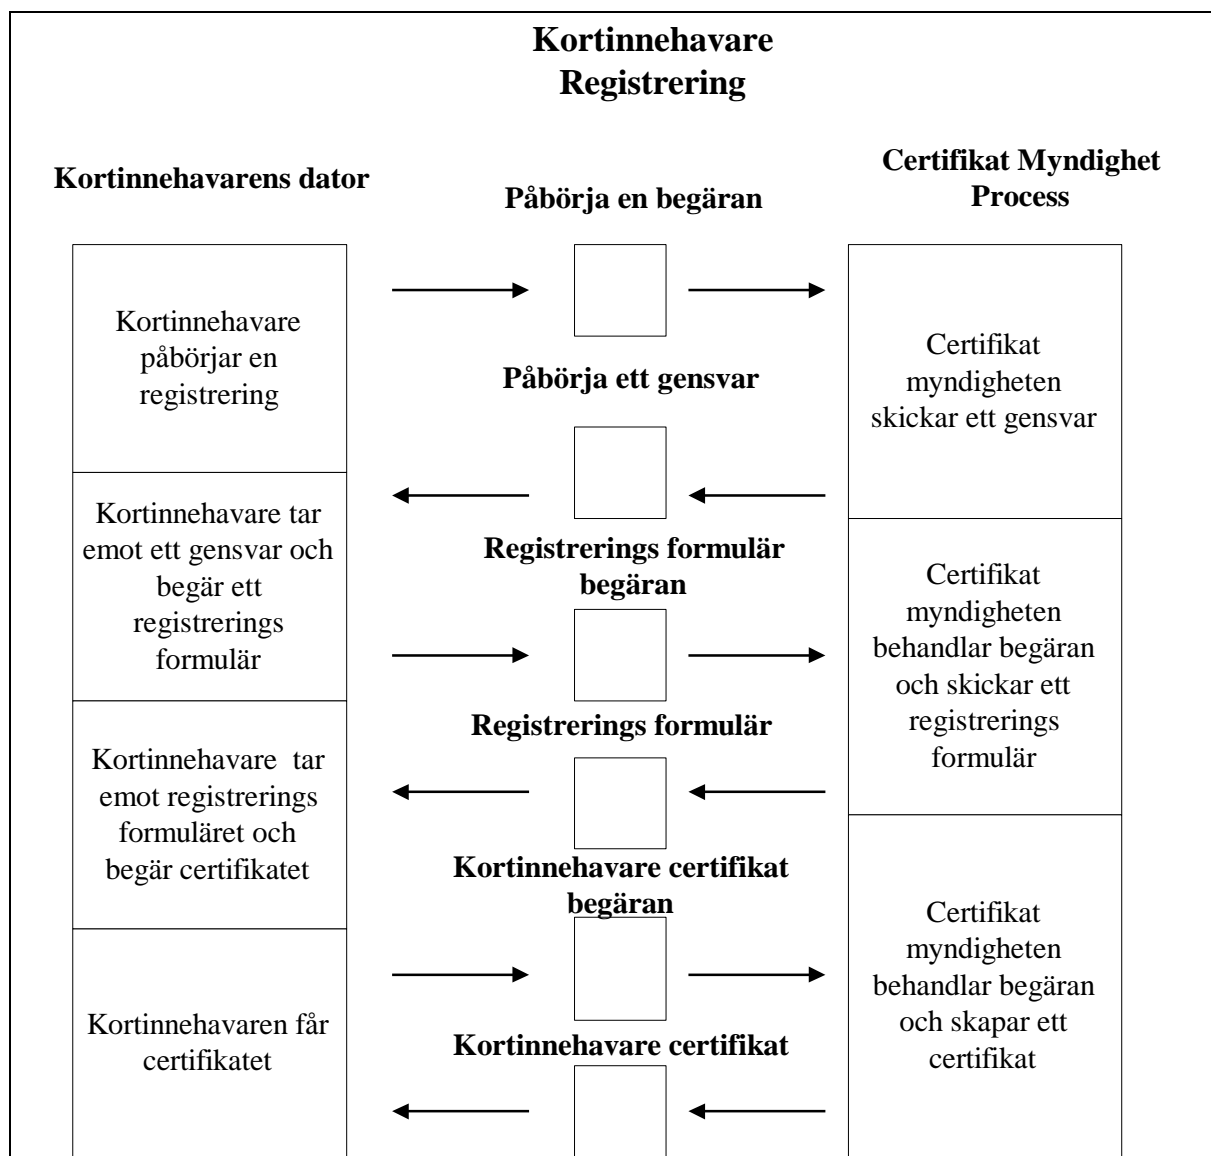 Kortinnehavare
Registrering
Kortinnehavarens dator
Påbörja en begäran
Certifikat Myndighet
Process
Kortinnehavare
påbörjar en
registrering
Påbörja ett gensvar
Certifikat
myndigheten
skickar ett gensvar
Kortinnehavare tar
emot ett gensvar och
begär ett
registrerings
formulär
Registrerings formulär
begäran
Certifikat
myndigheten
behandlar begäran
och skickar ett
registrerings
formulär
Registrerings formulär
Kortinnehavare tar
emot registrerings
formuläret och
begär certifikatet
Kortinnehavare certifikat
begäran
Certifikat
myndigheten
behandlar begäran
och skapar ett
certifikat
Kortinnehavaren får
certifikatet
Kortinnehavare certifikat